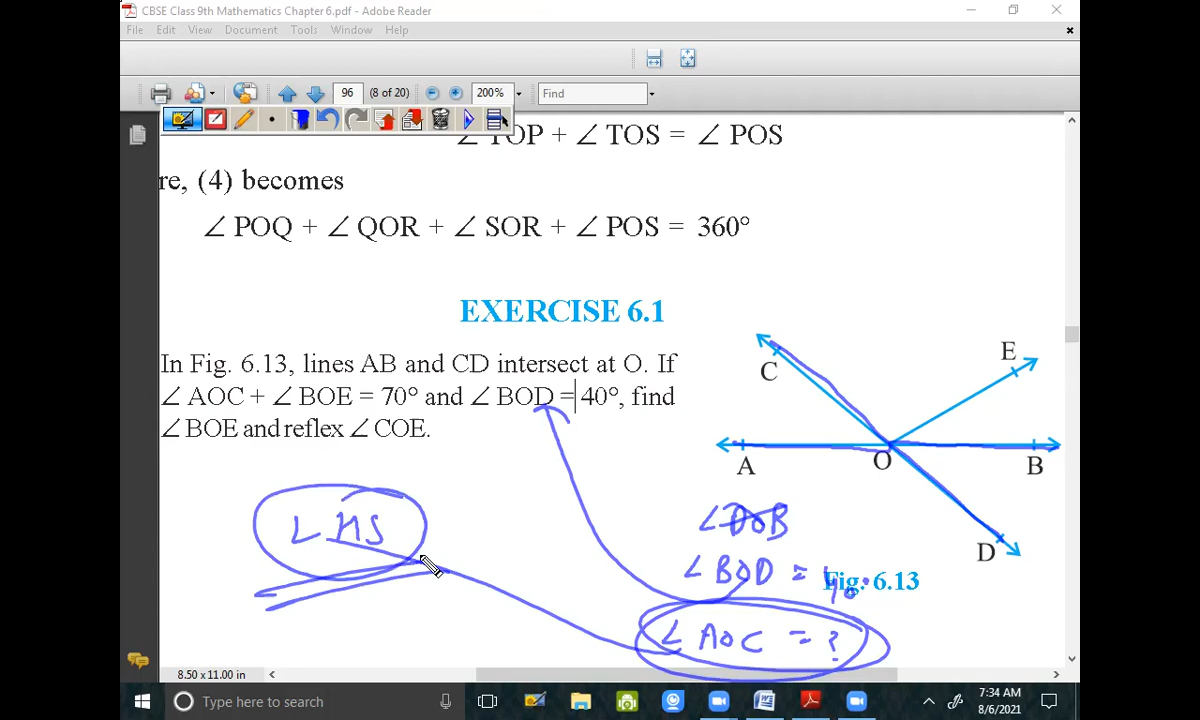 CBSE Class 9th Mathematics Chapter 6.pdf - Adobe Reader
File Edit View Document Tools Window Help
96 (8 of 20) 200% Find
∠ TOP + ∠ TOS = ∠ POS
re, (4) becomes
∠ POQ + ∠ QOR + ∠ SOR + ∠ POS = 360°
EXERCISE 6.1
In Fig. 6.13, lines AB and CD intersect at O. If
∠ AOC + ∠ BOE = 70° and ∠ BOD = 40°, find
∠ BOE and reflex ∠ COE.
C
E
A
O
B
D
Fig. 6.13
∠ DOB
∠ BOD = 40°
∠ AOC = ?
LHS
8.50 x 11.00 in
Type here to search
7:34 AM
8/6/2021